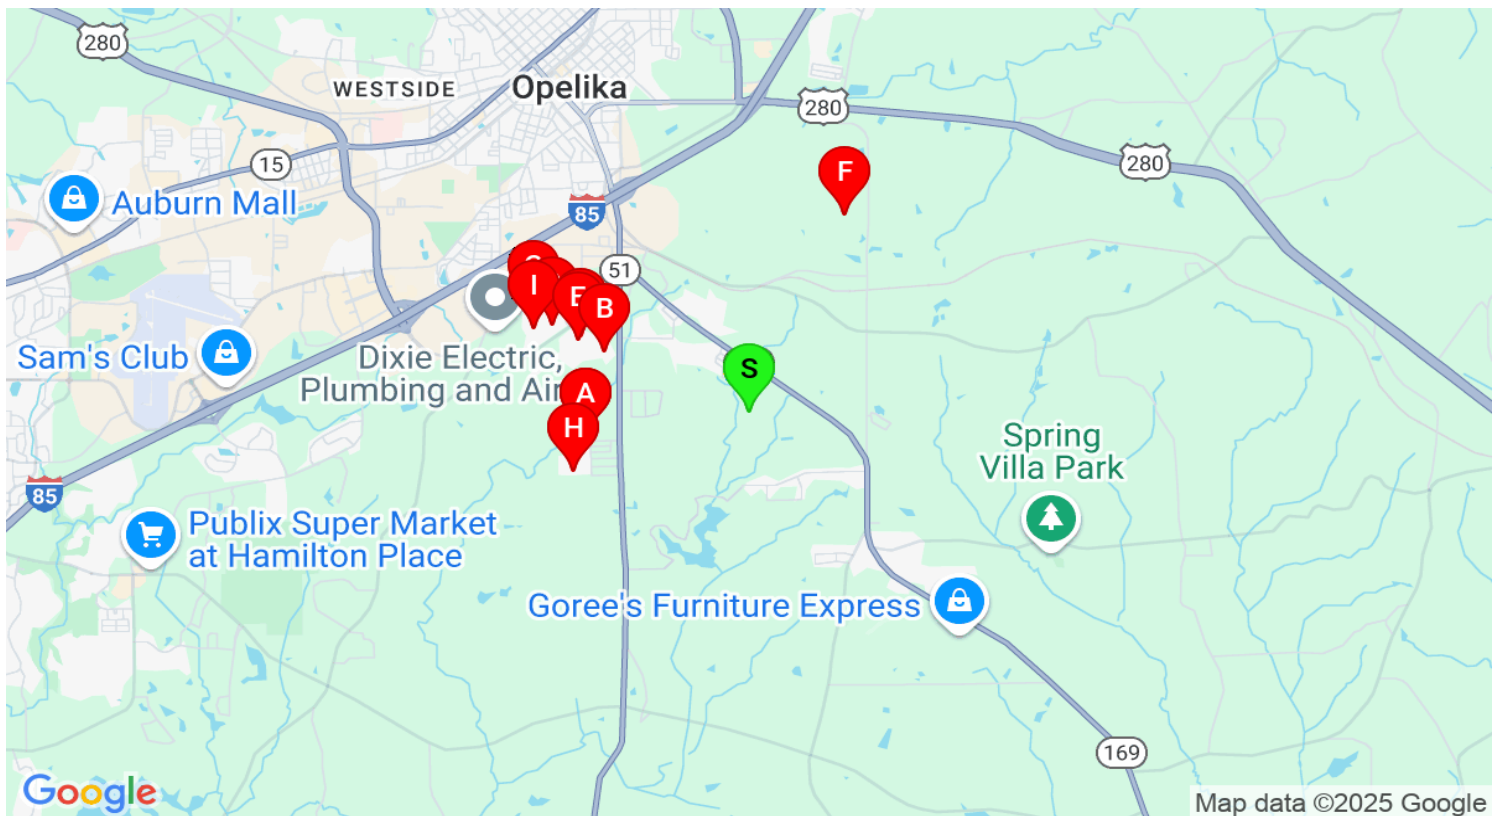 280
WESTSIDE
Opelika
280
15
280
F
Auburn Mall
85
51
I
E
B
Sam's Club
Dixie Electric,
Plumbing and Air
S
A
H
Spring
Villa Park
85
Publix Super Market
at Hamilton Place
Goree's Furniture Express
169
Google
Map data ©2025 Google